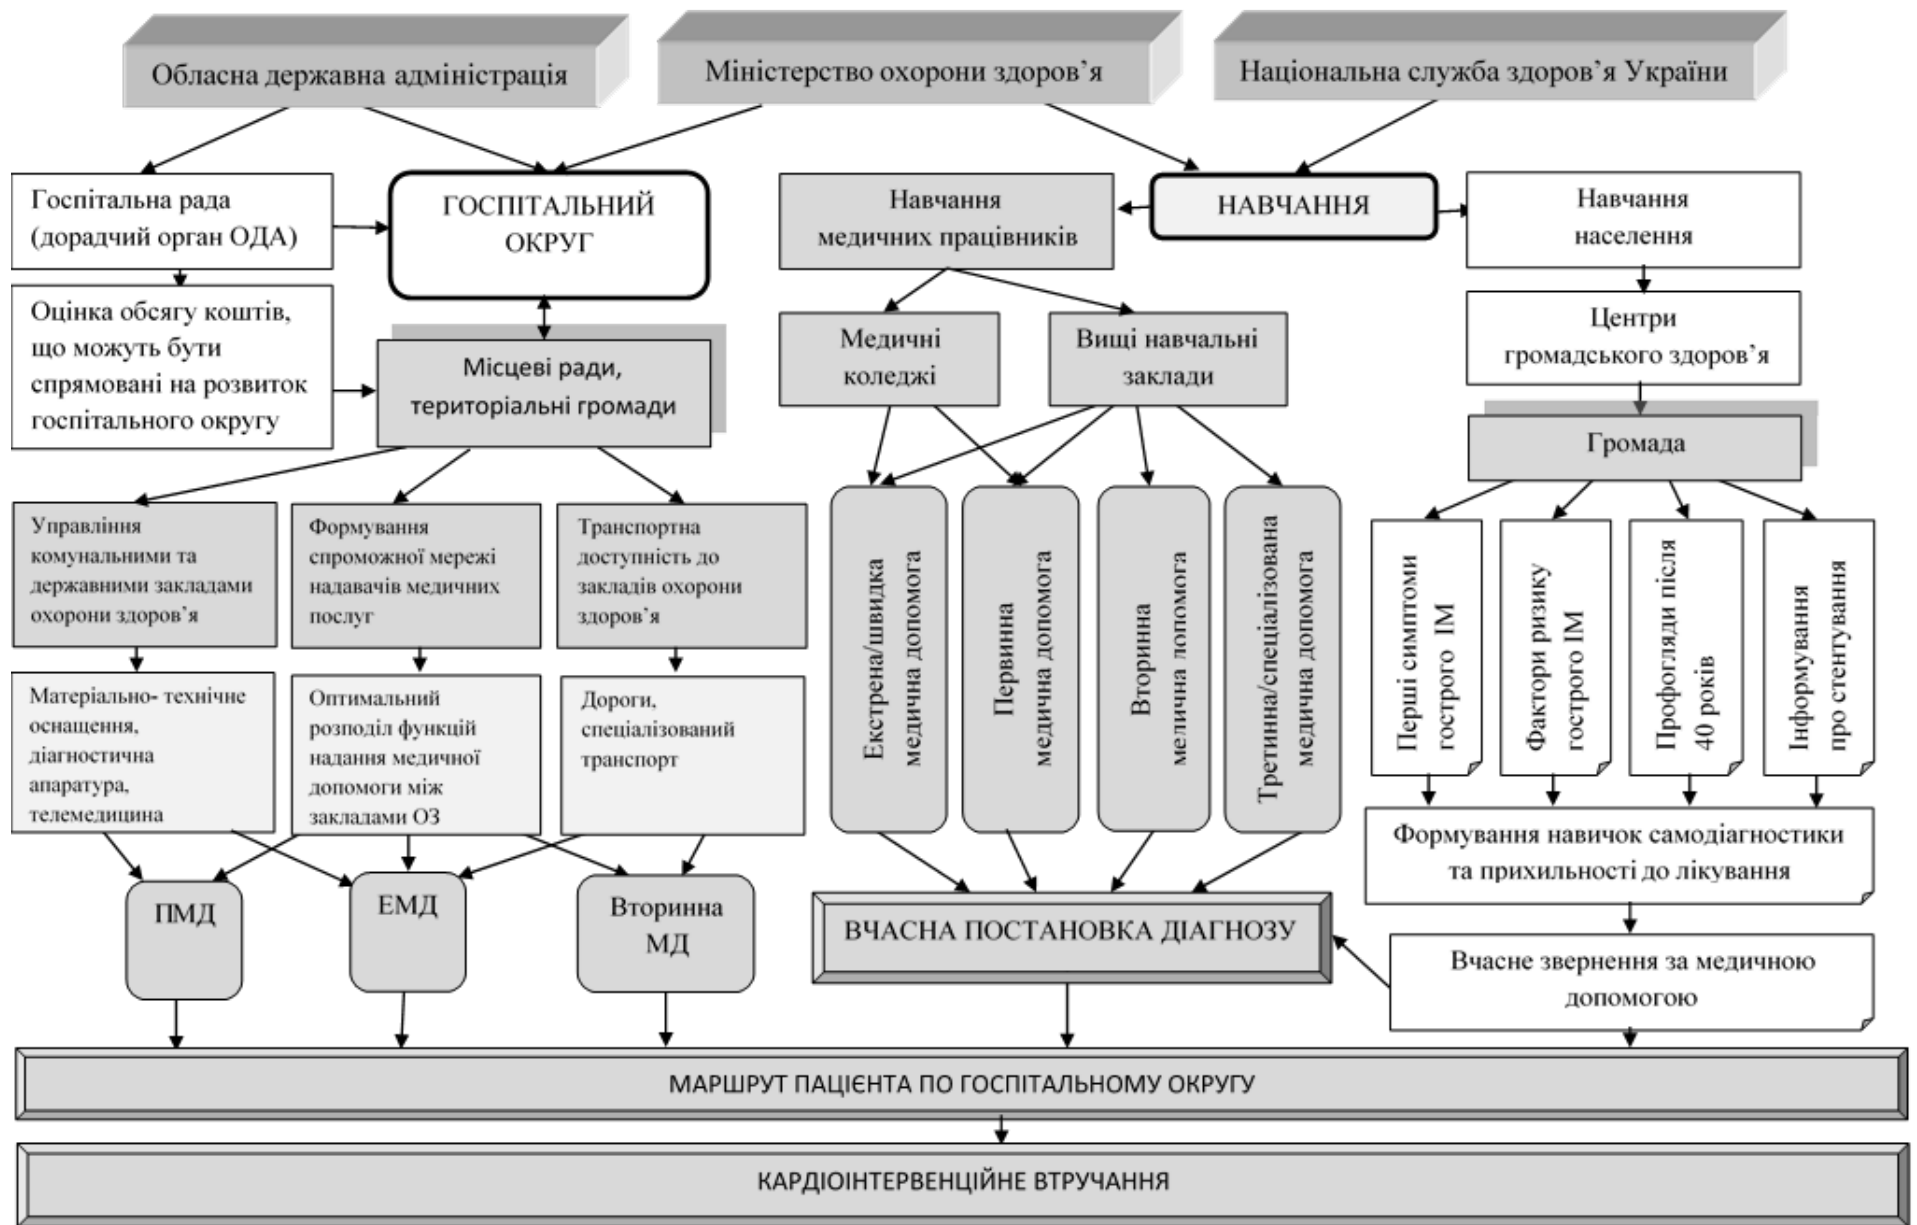 Обласна державна адміністрація
Міністерство охорони здоров’я
Національна служба здоров’я України
Госпітальна рада
(дорадчий орган ОДА)
ГОСПІТАЛЬНИЙ
ОКРУГ
Навчання
медичних працівників
НАВЧАННЯ
Навчання
населення
Оцінка обсягу коштів,
що можуть бути
спрямовані на розвиток
госпітального округу
Місцеві ради,
територіальні громади
Медичні
коледжі
Вищі навчальні
заклади
Центри
громадського здоров’я
Громада
Управління
комунальними та
державними закладами
охорони здоров’я
Формування
спроможної мережі
надавачів медичних
послуг
Транспортна
доступність до
закладів охорони
здоров’я
Екстрена/швидка
медична допомога
Первинна
медична допомога
Вторинна
мелична лопомога
Третинна/спеціалізована
медична допомога
Перші симптоми
гострого ІМ
Фактори ризику
гострого ІМ
Профогляди після
40 років
Інформування
про стентування
Матеріально- технічне
оснащення,
діагностична
апаратура,
телемедицина
Оптимальний
розподіл функцій
надання медичної
допомоги між
закладами ОЗ
Дороги,
спеціалізований
транспорт
Формування навичок самодіагностики
та прихильності до лікування
ПМД
ЕМД
Вторинна
МД
ВЧАСНА ПОСТАНОВКА ДІАГНОЗУ
Вчасне звернення за медичною
допомогою
МАРШРУТ ПАЦІЄНТА ПО ГОСПІТАЛЬНОМУ ОКРУГУ
КАРДІОІНТЕРВЕНЦІЙНЕ ВТРУЧАННЯ